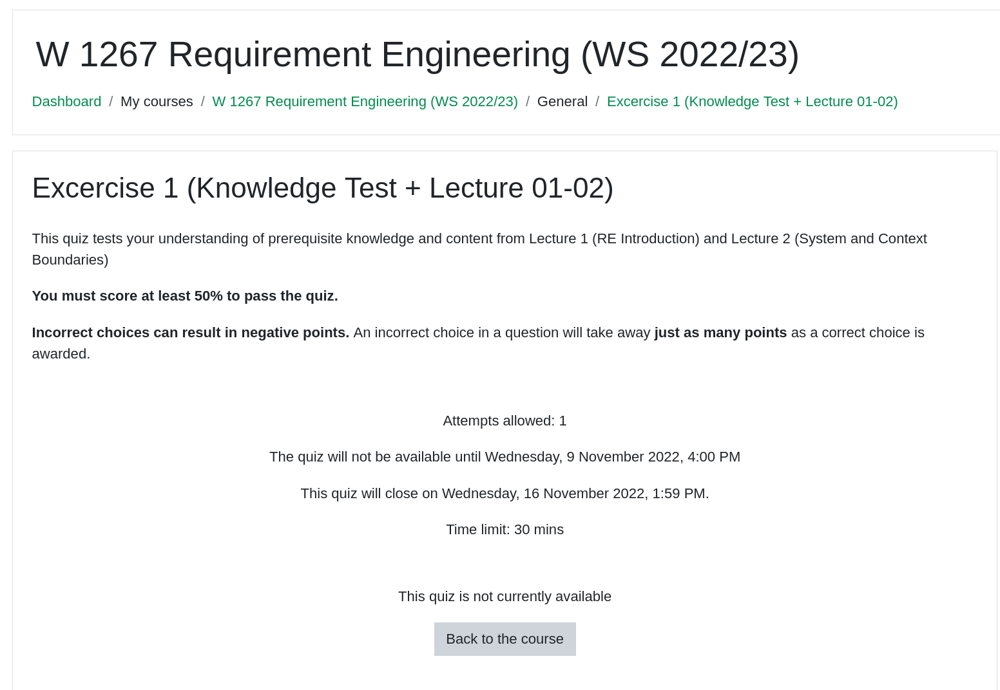 W 1267 Requirement Engineering (WS 2022/23)
Dashboard / My courses / W 1267 Requirement Engineering (WS 2022/23) / General / Excercise 1 (Knowledge Test + Lecture 01-02)
Excercise 1 (Knowledge Test + Lecture 01-02)
This quiz tests your understanding of prerequisite knowledge and content from Lecture 1 (RE Introduction) and Lecture 2 (System and Context
Boundaries)
You must score at least 50% to pass the quiz.
Incorrect choices can result in negative points. An incorrect choice in a question will take away just as many points as a correct choice is
awarded.
Attempts allowed: 1
The quiz will not be available until Wednesday, 9 November 2022, 4:00 PM
This quiz will close on Wednesday, 16 November 2022, 1:59 PM.
Time limit: 30 mins
This quiz is not currently available
Back to the course